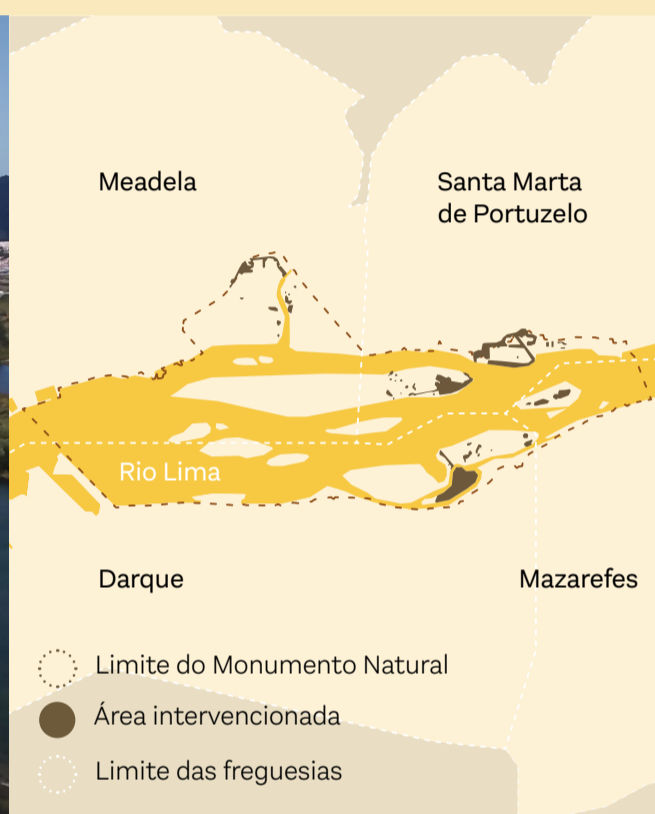 Meadela
Santa Marta
de Portuzelo
Rio Lima
Darque
Mazarefes
Limite do Monumento Natural
Área intervencionada
Limite das freguesias